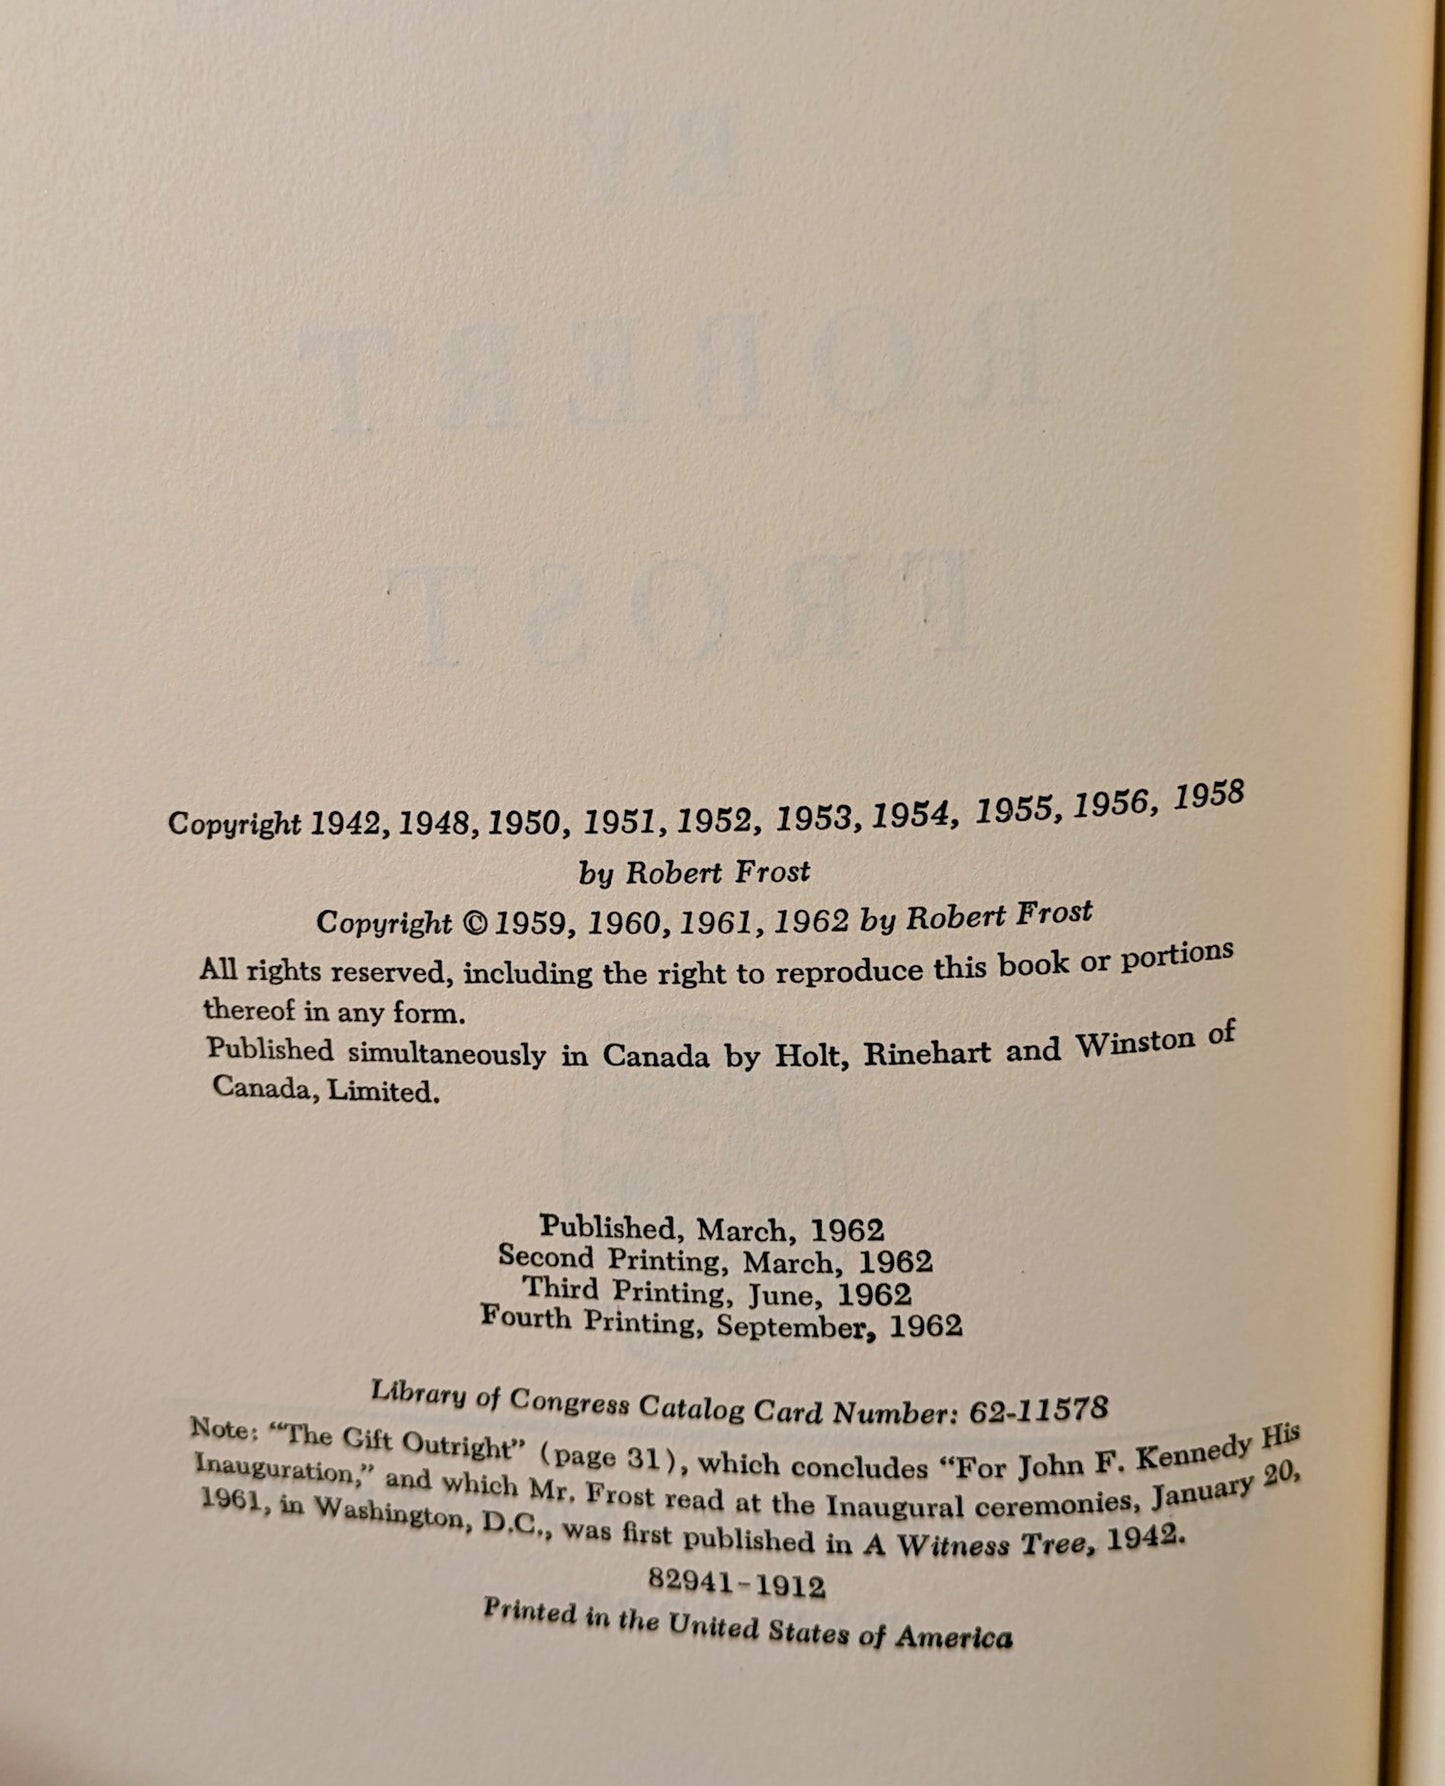 BY
ROBERT
FROST
Copyright 1942, 1948, 1950, 1951, 1952, 1953, 1954, 1955, 1956, 1958
by Robert Frost
Copyright © 1959, 1960, 1961, 1962 by Robert Frost
All rights reserved, including the right to reproduce this book or portions
thereof in any form.
Published simultaneously in Canada by Holt, Rinehart and Winston of
Canada, Limited.
Published, March, 1962
Second Printing, March, 1962
Third Printing, June, 1962
Fourth Printing, September, 1962
Library of Congress Catalog Card Number: 62-11578
Note: “The Gift Outright” (page 31), which concludes “For John F. Kennedy His
Inauguration,” and which Mr. Frost read at the Inaugural ceremonies, January 20,
1961, in Washington, D.C., was first published in A Witness Tree, 1942.
82941-1912
Printed in the United States of America